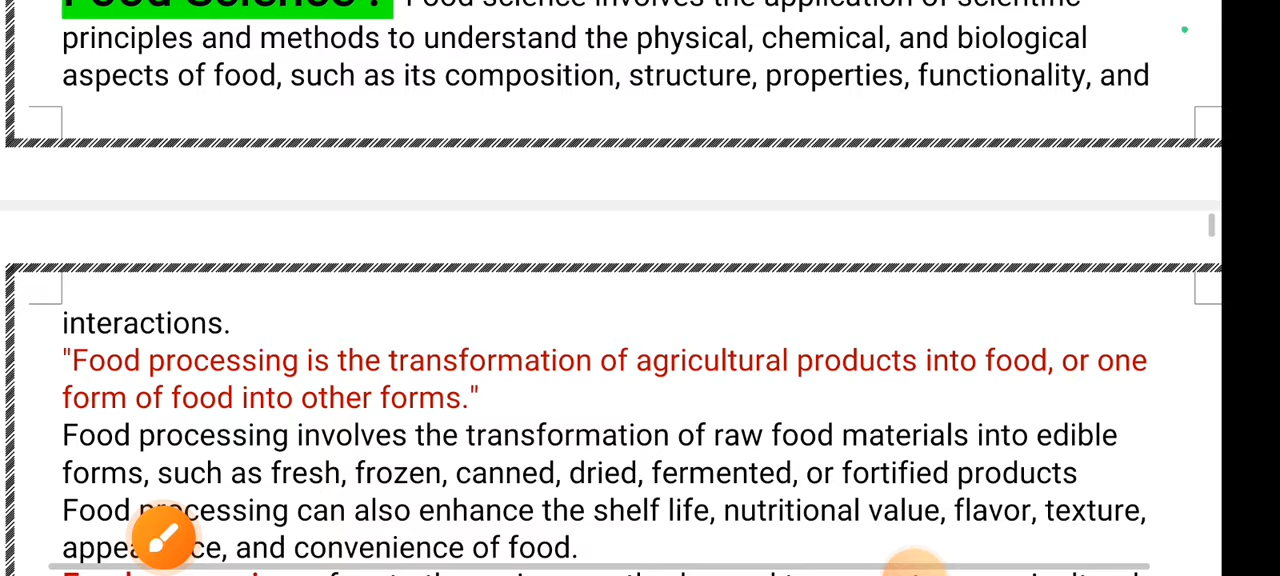 Food Science : Food science involves the application of scientific
principles and methods to understand the physical, chemical, and biological
aspects of food, such as its composition, structure, properties, functionality, and
interactions.
"Food processing is the transformation of agricultural products into food, or one
form of food into other forms."
Food processing involves the transformation of raw food materials into edible
forms, such as fresh, frozen, canned, dried, fermented, or fortified products
Food processing can also enhance the shelf life, nutritional value, flavor, texture,
and convenience of food.